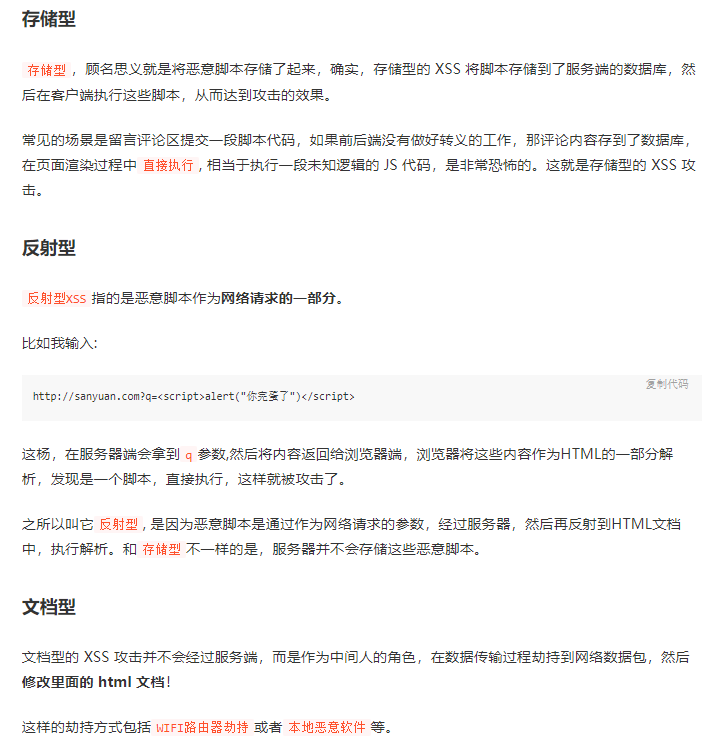 存储型
存储型，顾名思义就是将恶意脚本存储了起来，确实，存储型的 XSS 将脚本存储到了服务端的数据库，然
后在客户端执行这些脚本，从而达到攻击的效果。
常见的场景是留言评论区提交一段脚本代码，如果前后端没有做好转义的工作，那评论内容存到了数据库，
在页面渲染过程中 直接执行, 相当于执行一段未知逻辑的 JS 代码，是非常恐怖的。这就是存储型的 XSS 攻
击。
反射型
反射型XSS 指的是恶意脚本作为网络请求的一部分。
比如我输入:
复制代码
http://sanyuan.com?q=<script>alert("你完蛋了")</script>
这杨，在服务器端会拿到 q 参数,然后将内容返回给浏览器端，浏览器将这些内容作为HTML的一部分解
析，发现是一个脚本，直接执行，这样就被攻击了。
之所以叫它 反射型, 是因为恶意脚本是通过作为网络请求的参数，经过服务器，然后再反射到HTML文档
中，执行解析。和 存储型 不一样的是，服务器并不会存储这些恶意脚本。
文档型
文档型的 XSS 攻击并不会经过服务端，而是作为中间人的角色，在数据传输过程劫持到网络数据包，然后
修改里面的 html 文档！
这样的劫持方式包括 WIFI路由器劫持 或者 本地恶意软件 等。